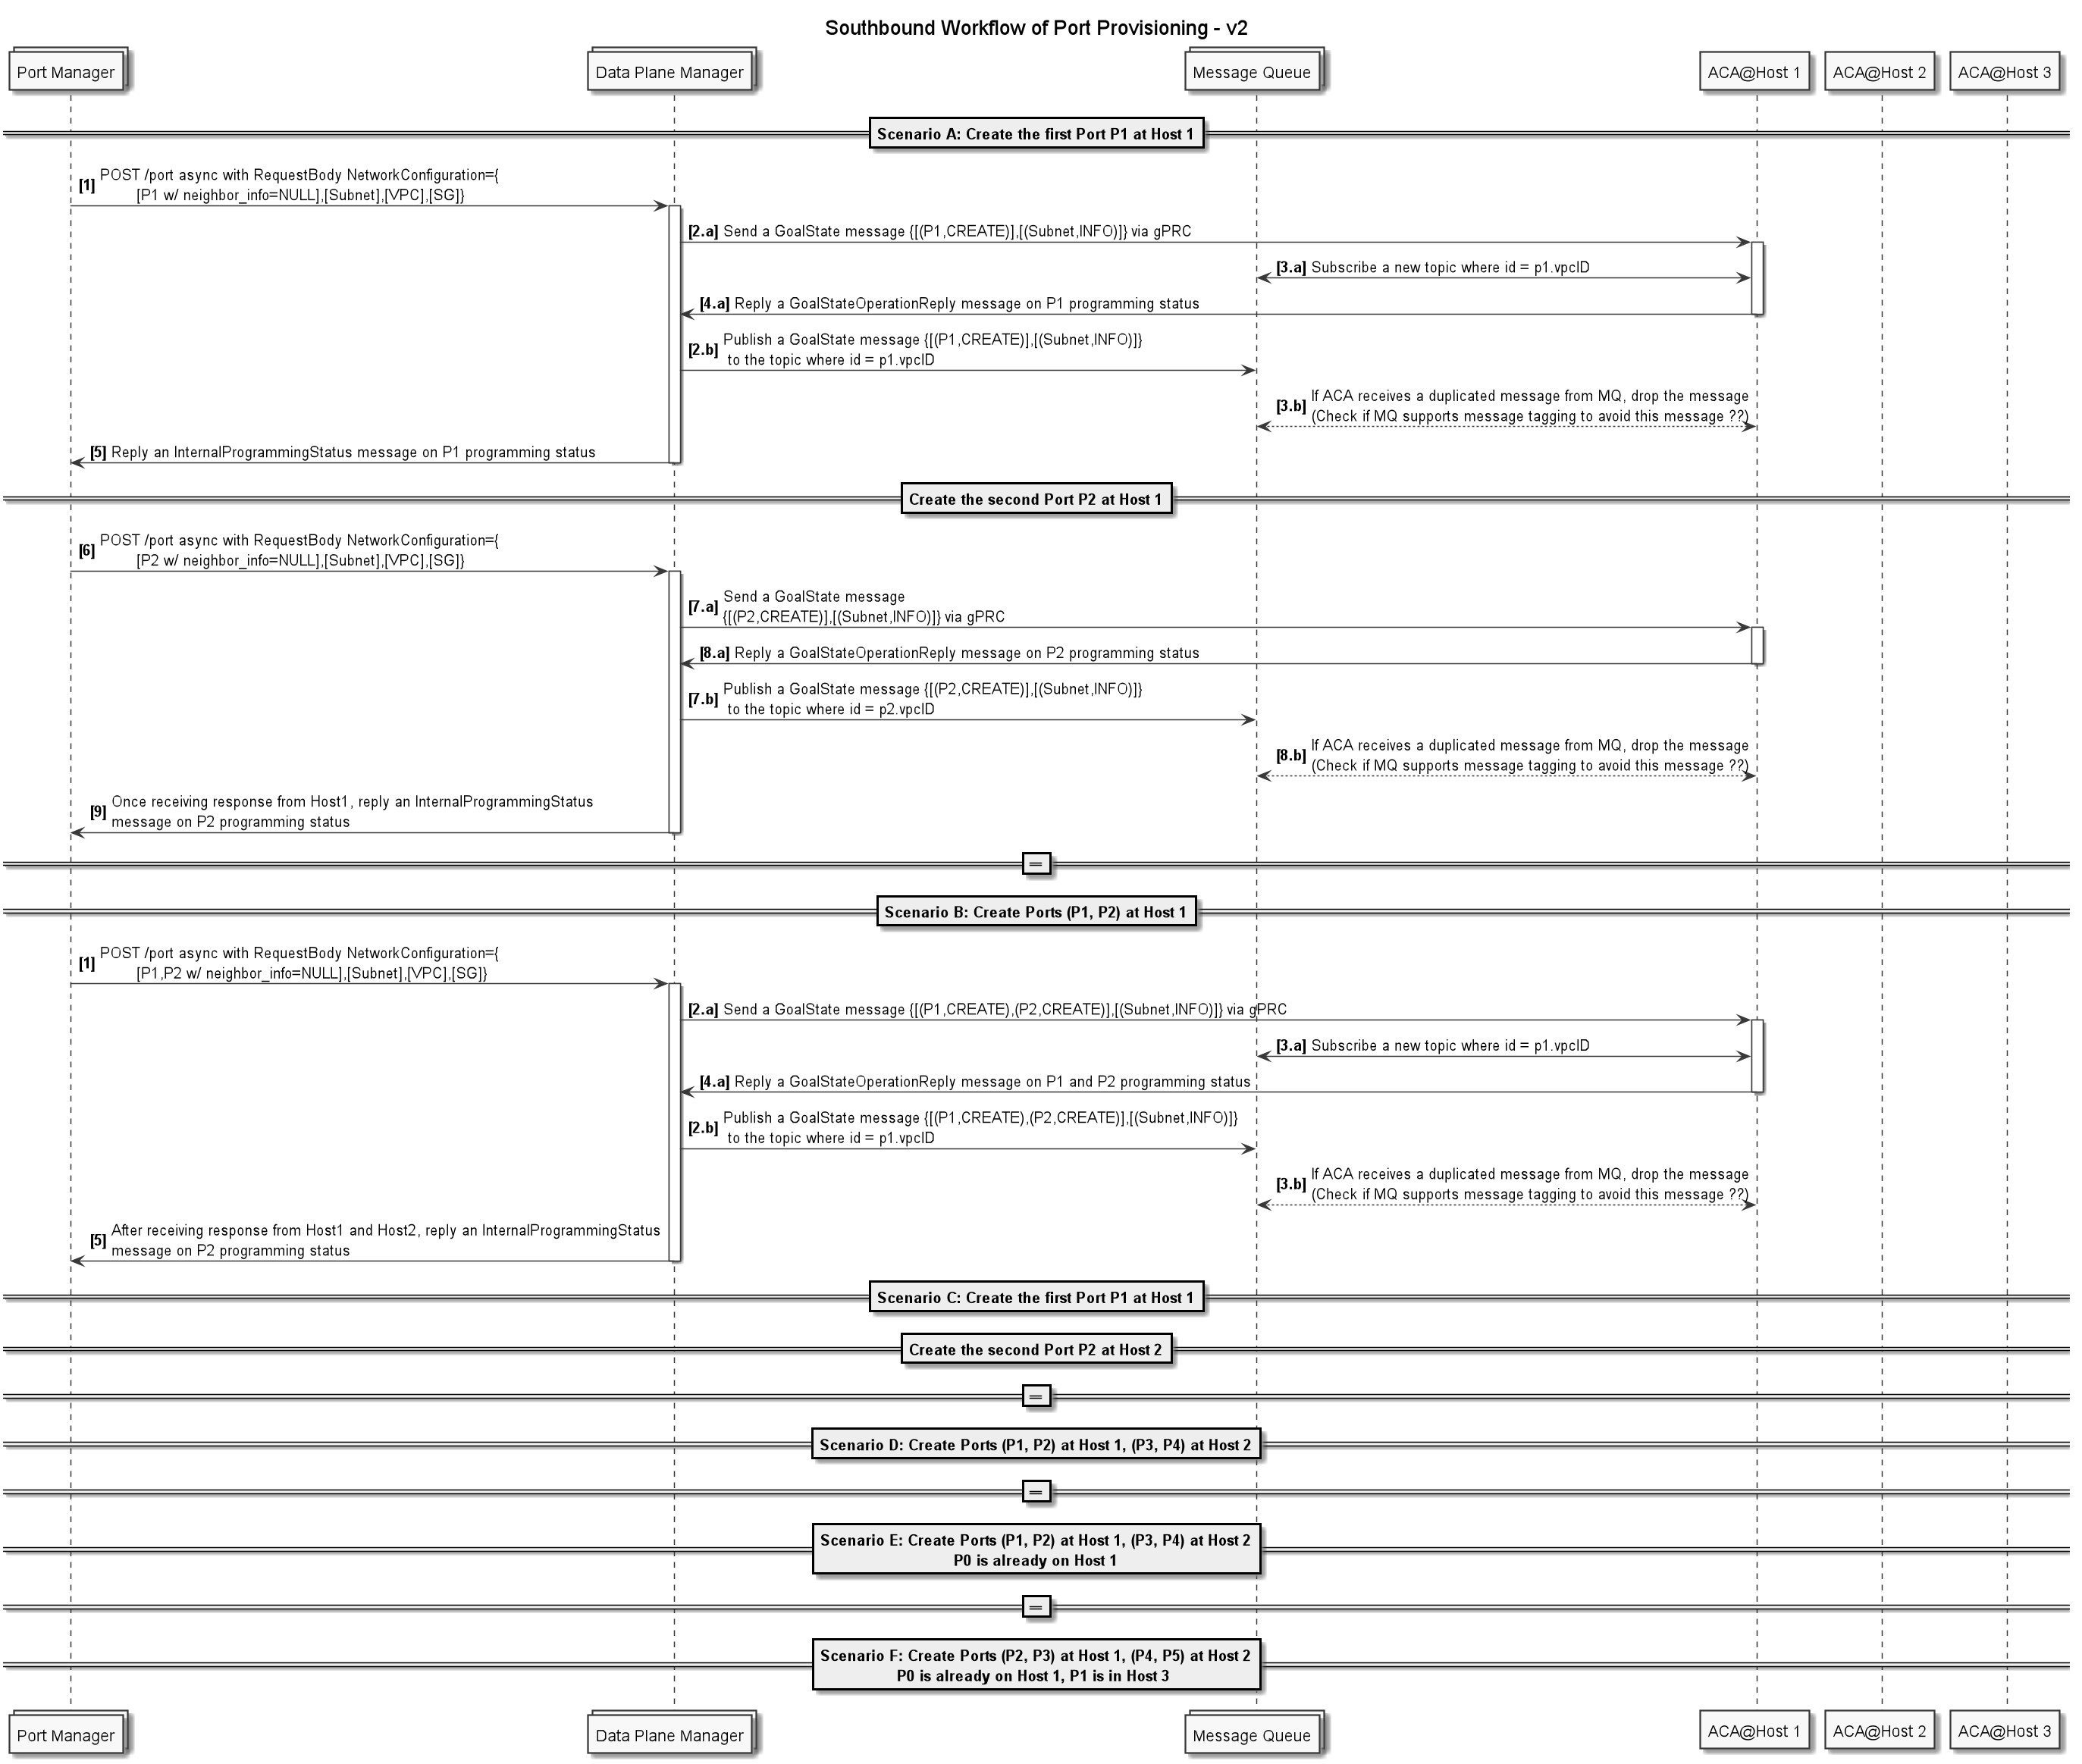 Southbound Workflow of Port Provisioning - v2
Port Manager
Data Plane Manager
Message Queue
ACA@Host 1
ACA@Host 2
ACA@Host 3
Scenario A: Create the first Port P1 at Host 1
[1] POST /port async with RequestBody NetworkConfiguration={
[P1 w/ neighbor_info=NULL],[Subnet],[VPC],[SG]}
[2.a] Send a GoalState message {[(P1,CREATE)],[(Subnet,INFO)]} via gPRC
[3.a] Subscribe a new topic where id = p1.vpcID
[4.a] Reply a GoalStateOperationReply message on P1 programming status
[2.b] Publish a GoalState message {[(P1,CREATE)],[(Subnet,INFO)]}
to the topic where id = p1.vpcID
[3.b] If ACA receives a duplicated message from MQ, drop the message
(Check if MQ supports message tagging to avoid this message ??)
[5] Reply an InternalProgrammingStatus message on P1 programming status
Create the second Port P2 at Host 1
[6] POST /port async with RequestBody NetworkConfiguration={
[P2 w/ neighbor_info=NULL],[Subnet],[VPC],[SG]}
[7.a] Send a GoalState message
{[(P2,CREATE)],[(Subnet,INFO)]} via gPRC
[8.a] Reply a GoalStateOperationReply message on P2 programming status
[7.b] Publish a GoalState message {[(P2,CREATE)],[(Subnet,INFO)]}
to the topic where id = p2.vpcID
[8.b] If ACA receives a duplicated message from MQ, drop the message
(Check if MQ supports message tagging to avoid this message ??)
[9] Once receiving response from Host1, reply an InternalProgrammingStatus
message on P2 programming status
=
Scenario B: Create Ports (P1, P2) at Host 1
[1] POST /port async with RequestBody NetworkConfiguration={
[P1,P2 w/ neighbor_info=NULL],[Subnet],[VPC],[SG]}
[2.a] Send a GoalState message {[(P1,CREATE),(P2,CREATE)],[(Subnet,INFO)]} via gPRC
[3.a] Subscribe a new topic where id = p1.vpcID
[4.a] Reply a GoalStateOperationReply message on P1 and P2 programming status
[2.b] Publish a GoalState message {[(P1,CREATE),(P2,CREATE)],[(Subnet,INFO)]}
to the topic where id = p1.vpcID
[3.b] If ACA receives a duplicated message from MQ, drop the message
(Check if MQ supports message tagging to avoid this message ??)
[5] After receiving response from Host1 and Host2, reply an InternalProgrammingStatus
message on P2 programming status
Scenario C: Create the first Port P1 at Host 1
Create the second Port P2 at Host 2
=
Scenario D: Create Ports (P1, P2) at Host 1, (P3, P4) at Host 2
=
Scenario E: Create Ports (P1, P2) at Host 1, (P3, P4) at Host 2
P0 is already on Host 1
=
Scenario F: Create Ports (P2, P3) at Host 1, (P4, P5) at Host 2
P0 is already on Host 1, P1 is in Host 3
Port Manager
Data Plane Manager
Message Queue
ACA@Host 1
ACA@Host 2
ACA@Host 3